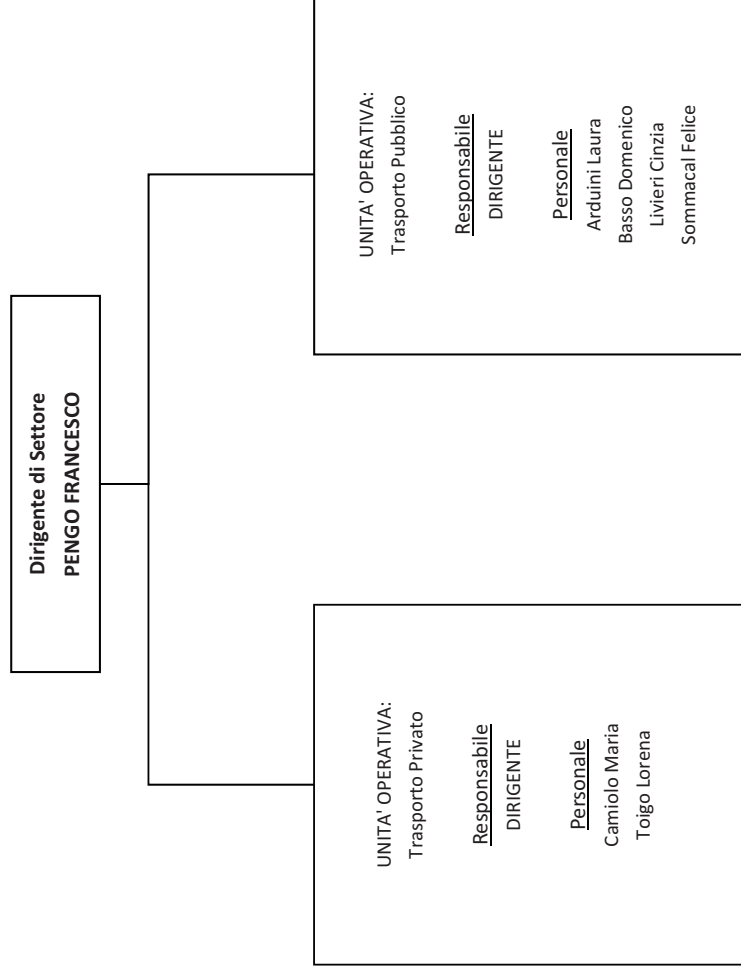 Dirigente di Settore
PENGO FRANCESCO
UNITA' OPERATIVA:
Trasporto Privato
Responsabile
DIRIGENTE
Personale
Camiolo Maria
Toigo Lorena
UNITA' OPERATIVA:
Trasporto Pubblico
Responsabile
DIRIGENTE
Personale
Arduini Laura
Basso Domenico
Livieri Cinzia
Sommacal Felice